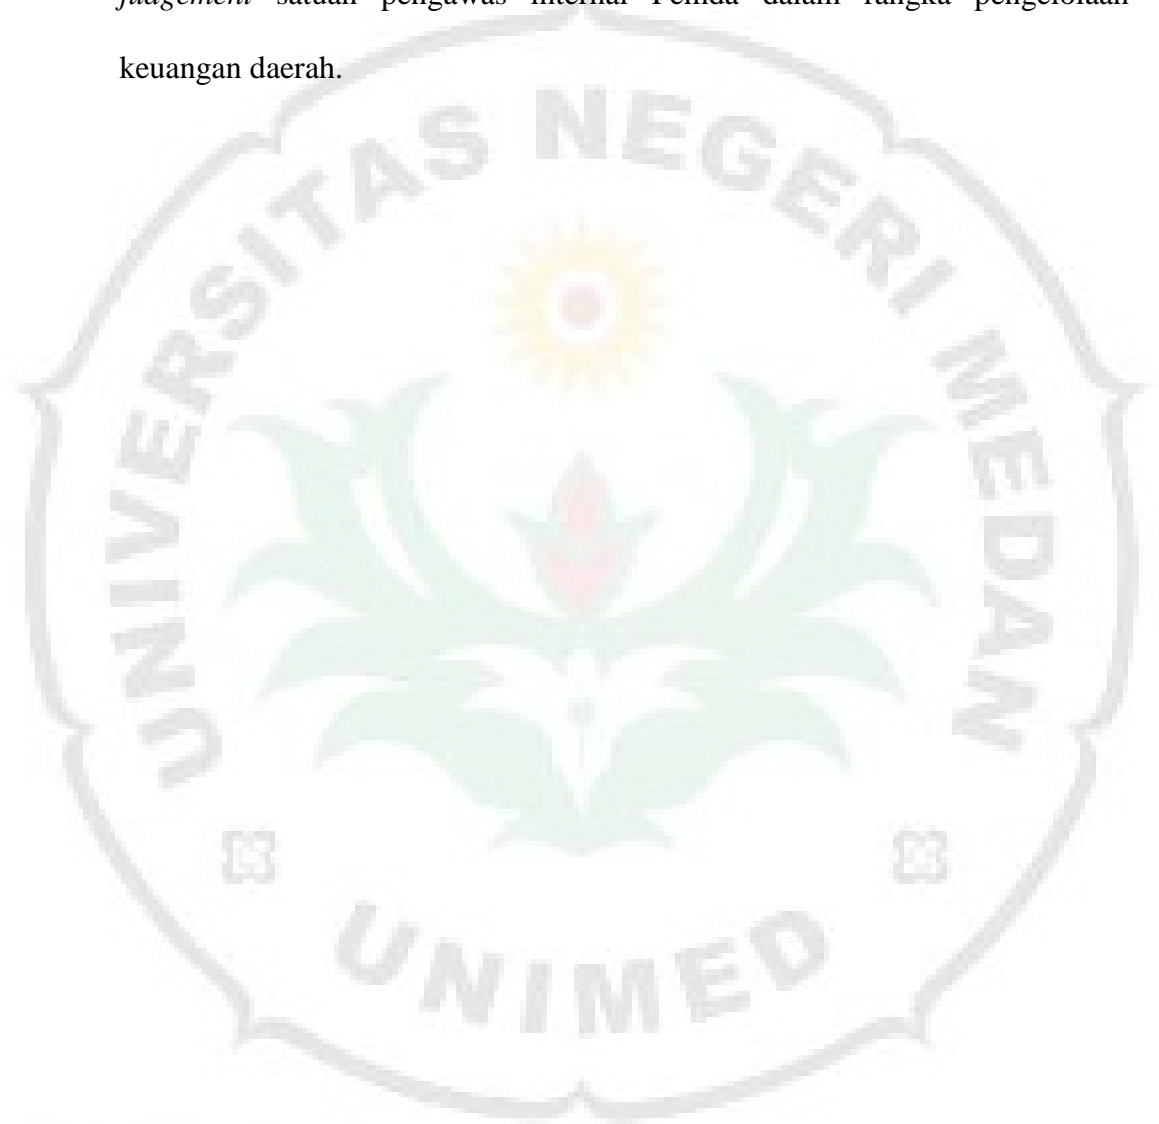 judgement satuan pengawas internal Pemda dalam rangka pengelolaan
keuangan daerah.
UNIVERSITAS NEGERI MEDAN
UNIMED